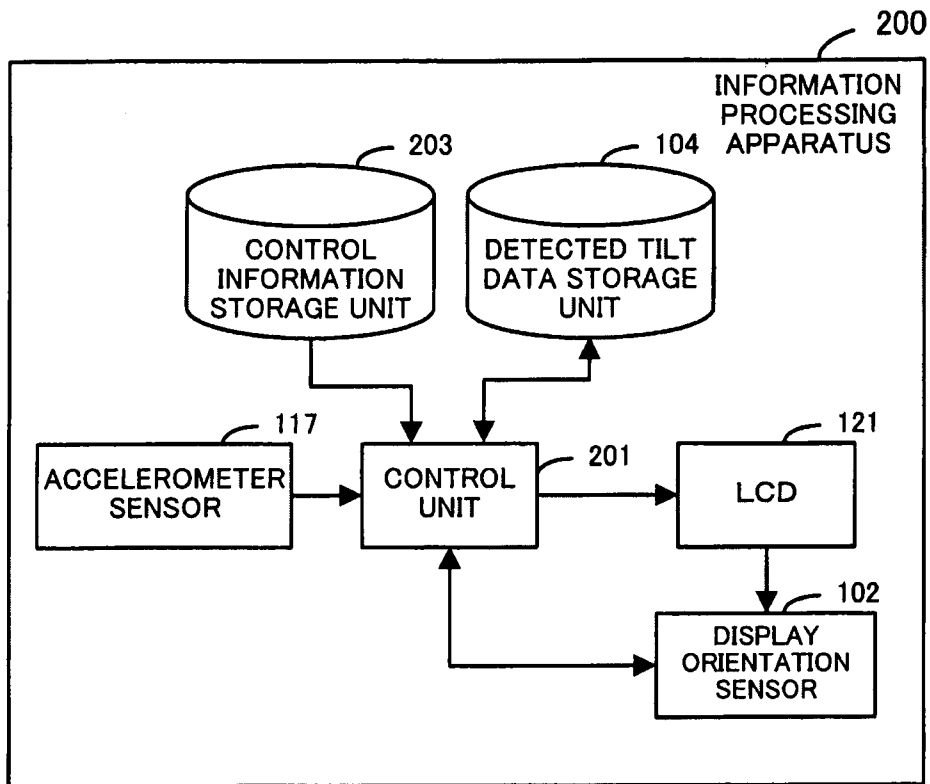 200
INFORMATION
PROCESSING
APPARATUS
203
104
CONTROL
INFORMATION
STORAGE UNIT
DETECTED TILT
DATA STORAGE
UNIT
117
ACCELEROMETER
SENSOR
201
CONTROL
UNIT
121
LCD
102
DISPLAY
ORIENTATION
SENSOR